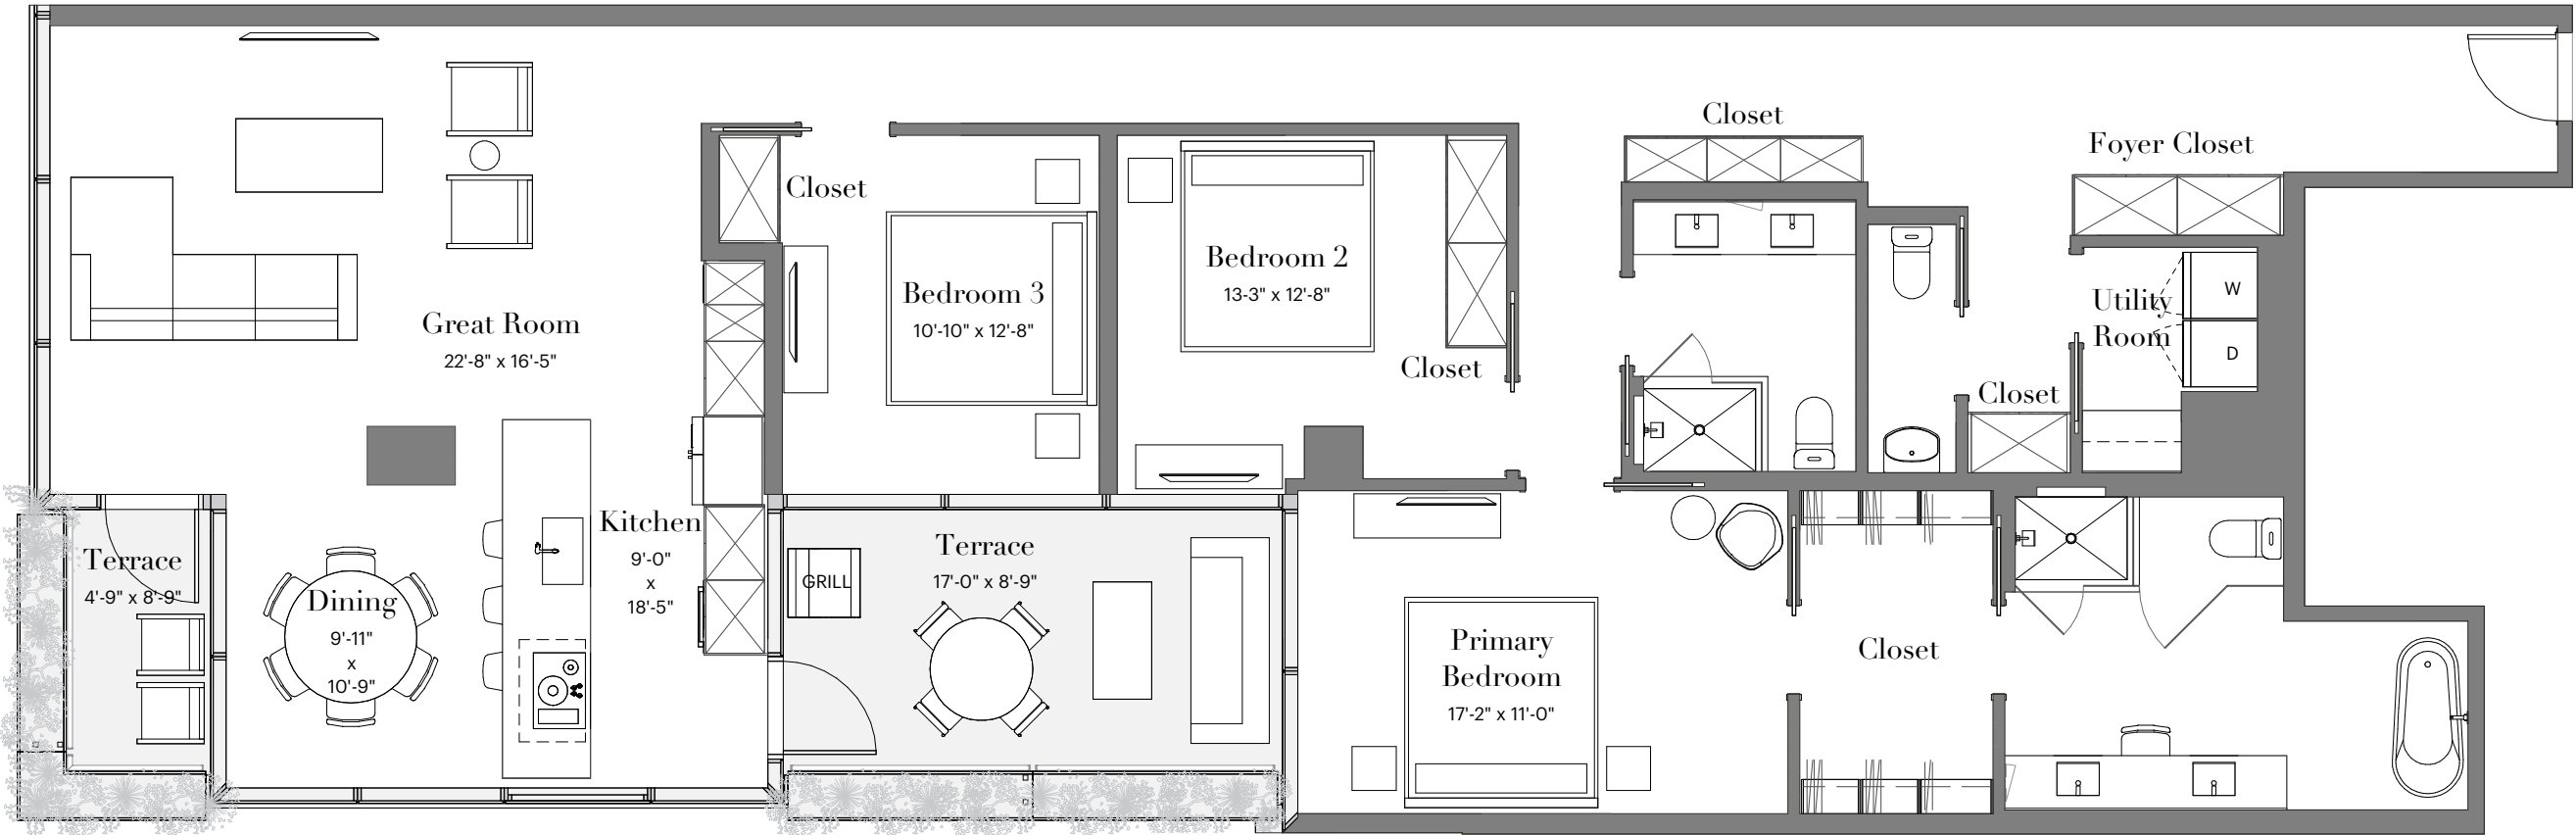 Closet
Foyer Closet
Closet
Bedroom 2
13'-3" x 12'-8"
Bedroom 3
10'-10" x 12'-8"
Great Room
22'-8" x 16'-5"
Closet
Closet
Utility
Room
W
D
Kitchen
9'-0"
x
18'-5"
Terrace
4'-9" x 8'-9"
Dining
9'-11"
x
10'-9"
GRILL
Terrace
17'-0" x 8'-9"
Primary
Bedroom
17'-2" x 11'-0"
Closet